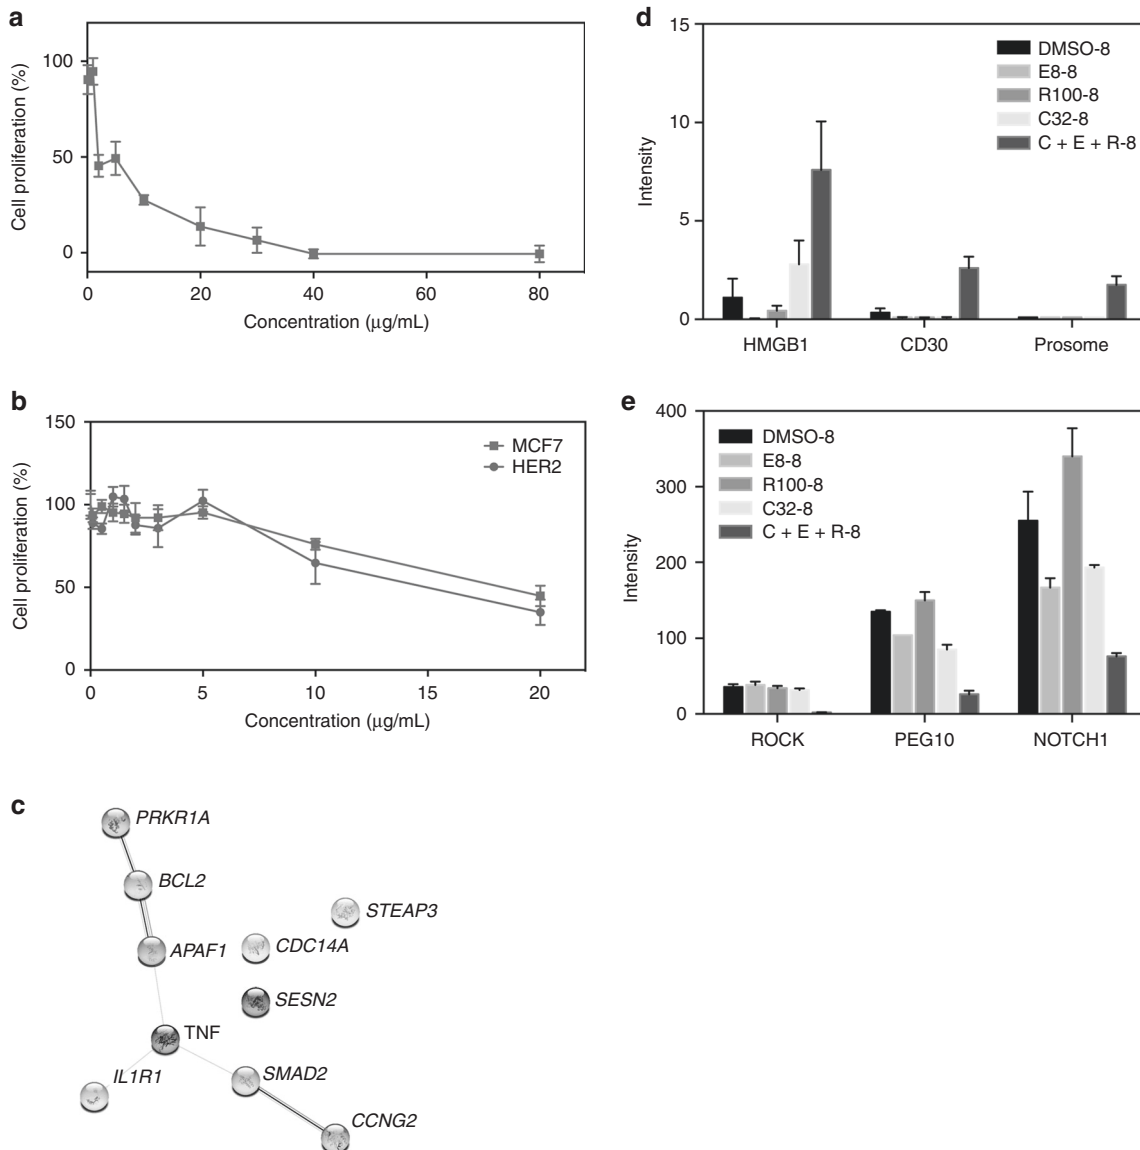 a
Cell proliferation (%)
100
50
0
0 20 40 60 80
Concentration (μg/mL)
b
Cell proliferation (%)
150
100
50
0
MCF7
HER2
0 5 10 15 20
Concentration (μg/mL)
c
PRKR1A
BCL2
APAF1
STEAP3
CDC14A
SESN2
TNF
IL1R1
SMAD2
CCNG2
d
Intensity
15
10
5
0
DMSO-8
E8-8
R100-8
C32-8
C + E + R-8
HMGB1 CD30 Prosome
e
Intensity
400
300
200
100
0
DMSO-8
E8-8
R100-8
C32-8
C + E + R-8
ROCK PEG10 NOTCH1